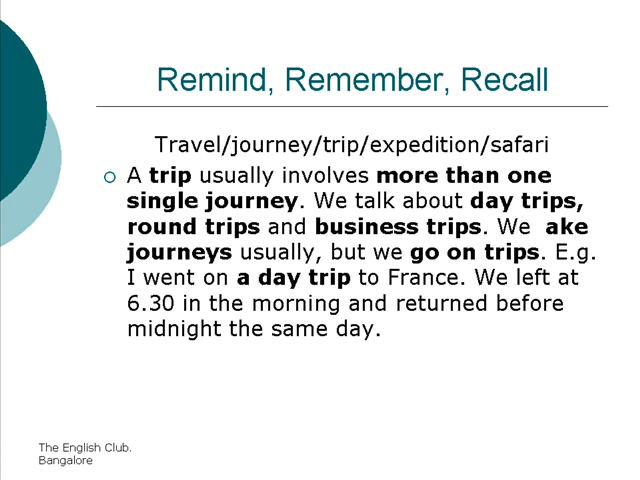 Remind, Remember, Recall
Travel/journey/trip/expedition/safari
A trip usually involves more than one
single journey. We talk about day trips,
round trips and business trips. We  ake
journeys usually, but we go on trips. E.g.
I went on a day trip to France. We left at
6.30 in the morning and returned before
midnight the same day.
The English Club.
Bangalore